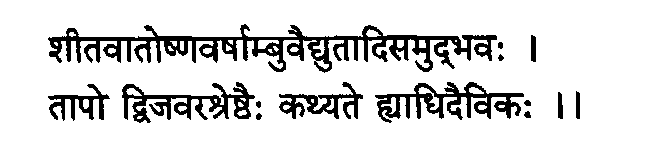 शीतवातोष्णवर्षाम्बुवैद्युतादिसमुद्भवः ।
तापो द्विजवरश्रेष्ठैः कथ्यते ह्याधिदैविकः ।।